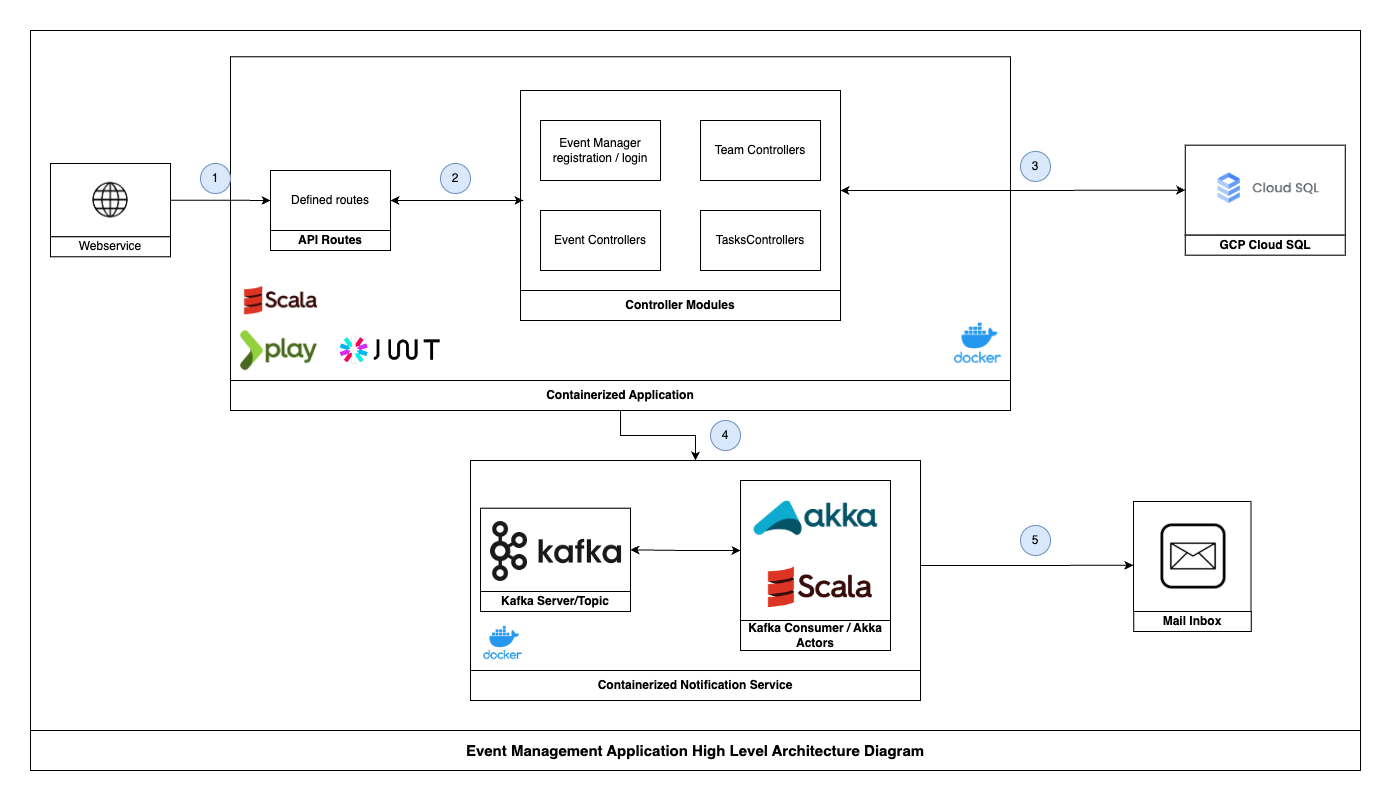 1
2
3
Webservice
Defined routes
API Routes
Event Manager
registration / login
Team Controllers
Event Controllers
TasksControllers
Controller Modules
Cloud SQL
GCP Cloud SQL
Scala
play
JWT
docker
Containerized Application
4
kafka
Kafka Server/Topic
akka
Scala
Kafka Consumer / Akka
Actors
docker
Containerized Notification Service
5
Mail Inbox
Event Management Application High Level Architecture Diagram